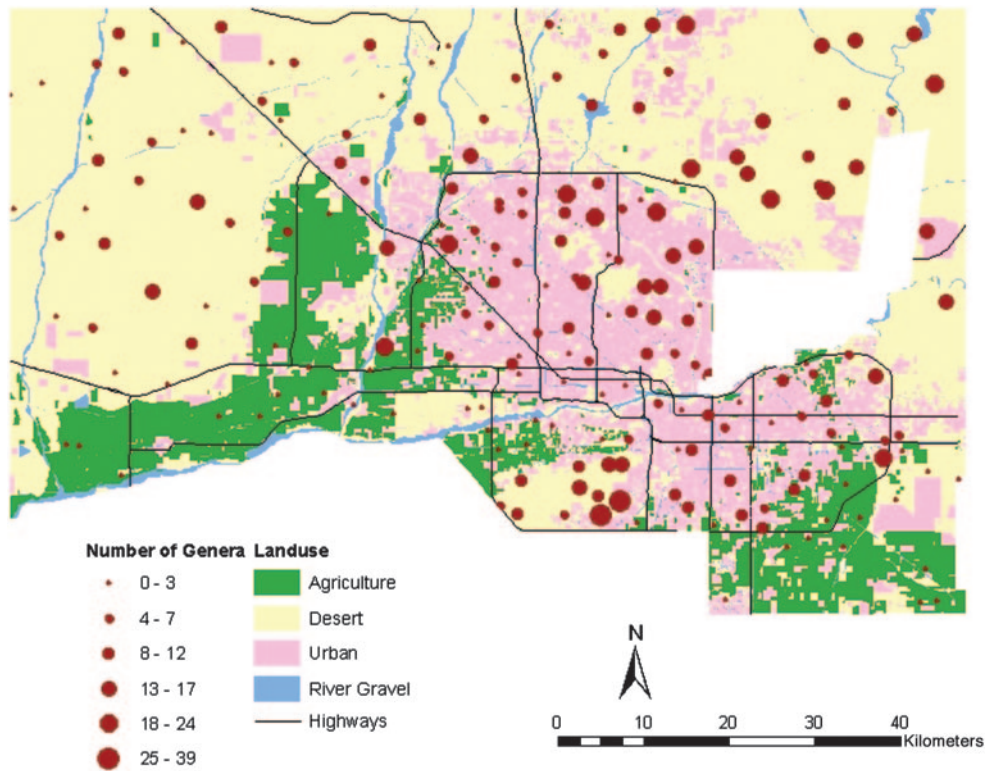 Number of Genera Landuse
0 - 3 Agriculture
4 - 7 Desert
8 - 12 Urban
13 - 17 River Gravel
18 - 24 Highways
25 - 39
N
0 10 20 30 40
Kilometers